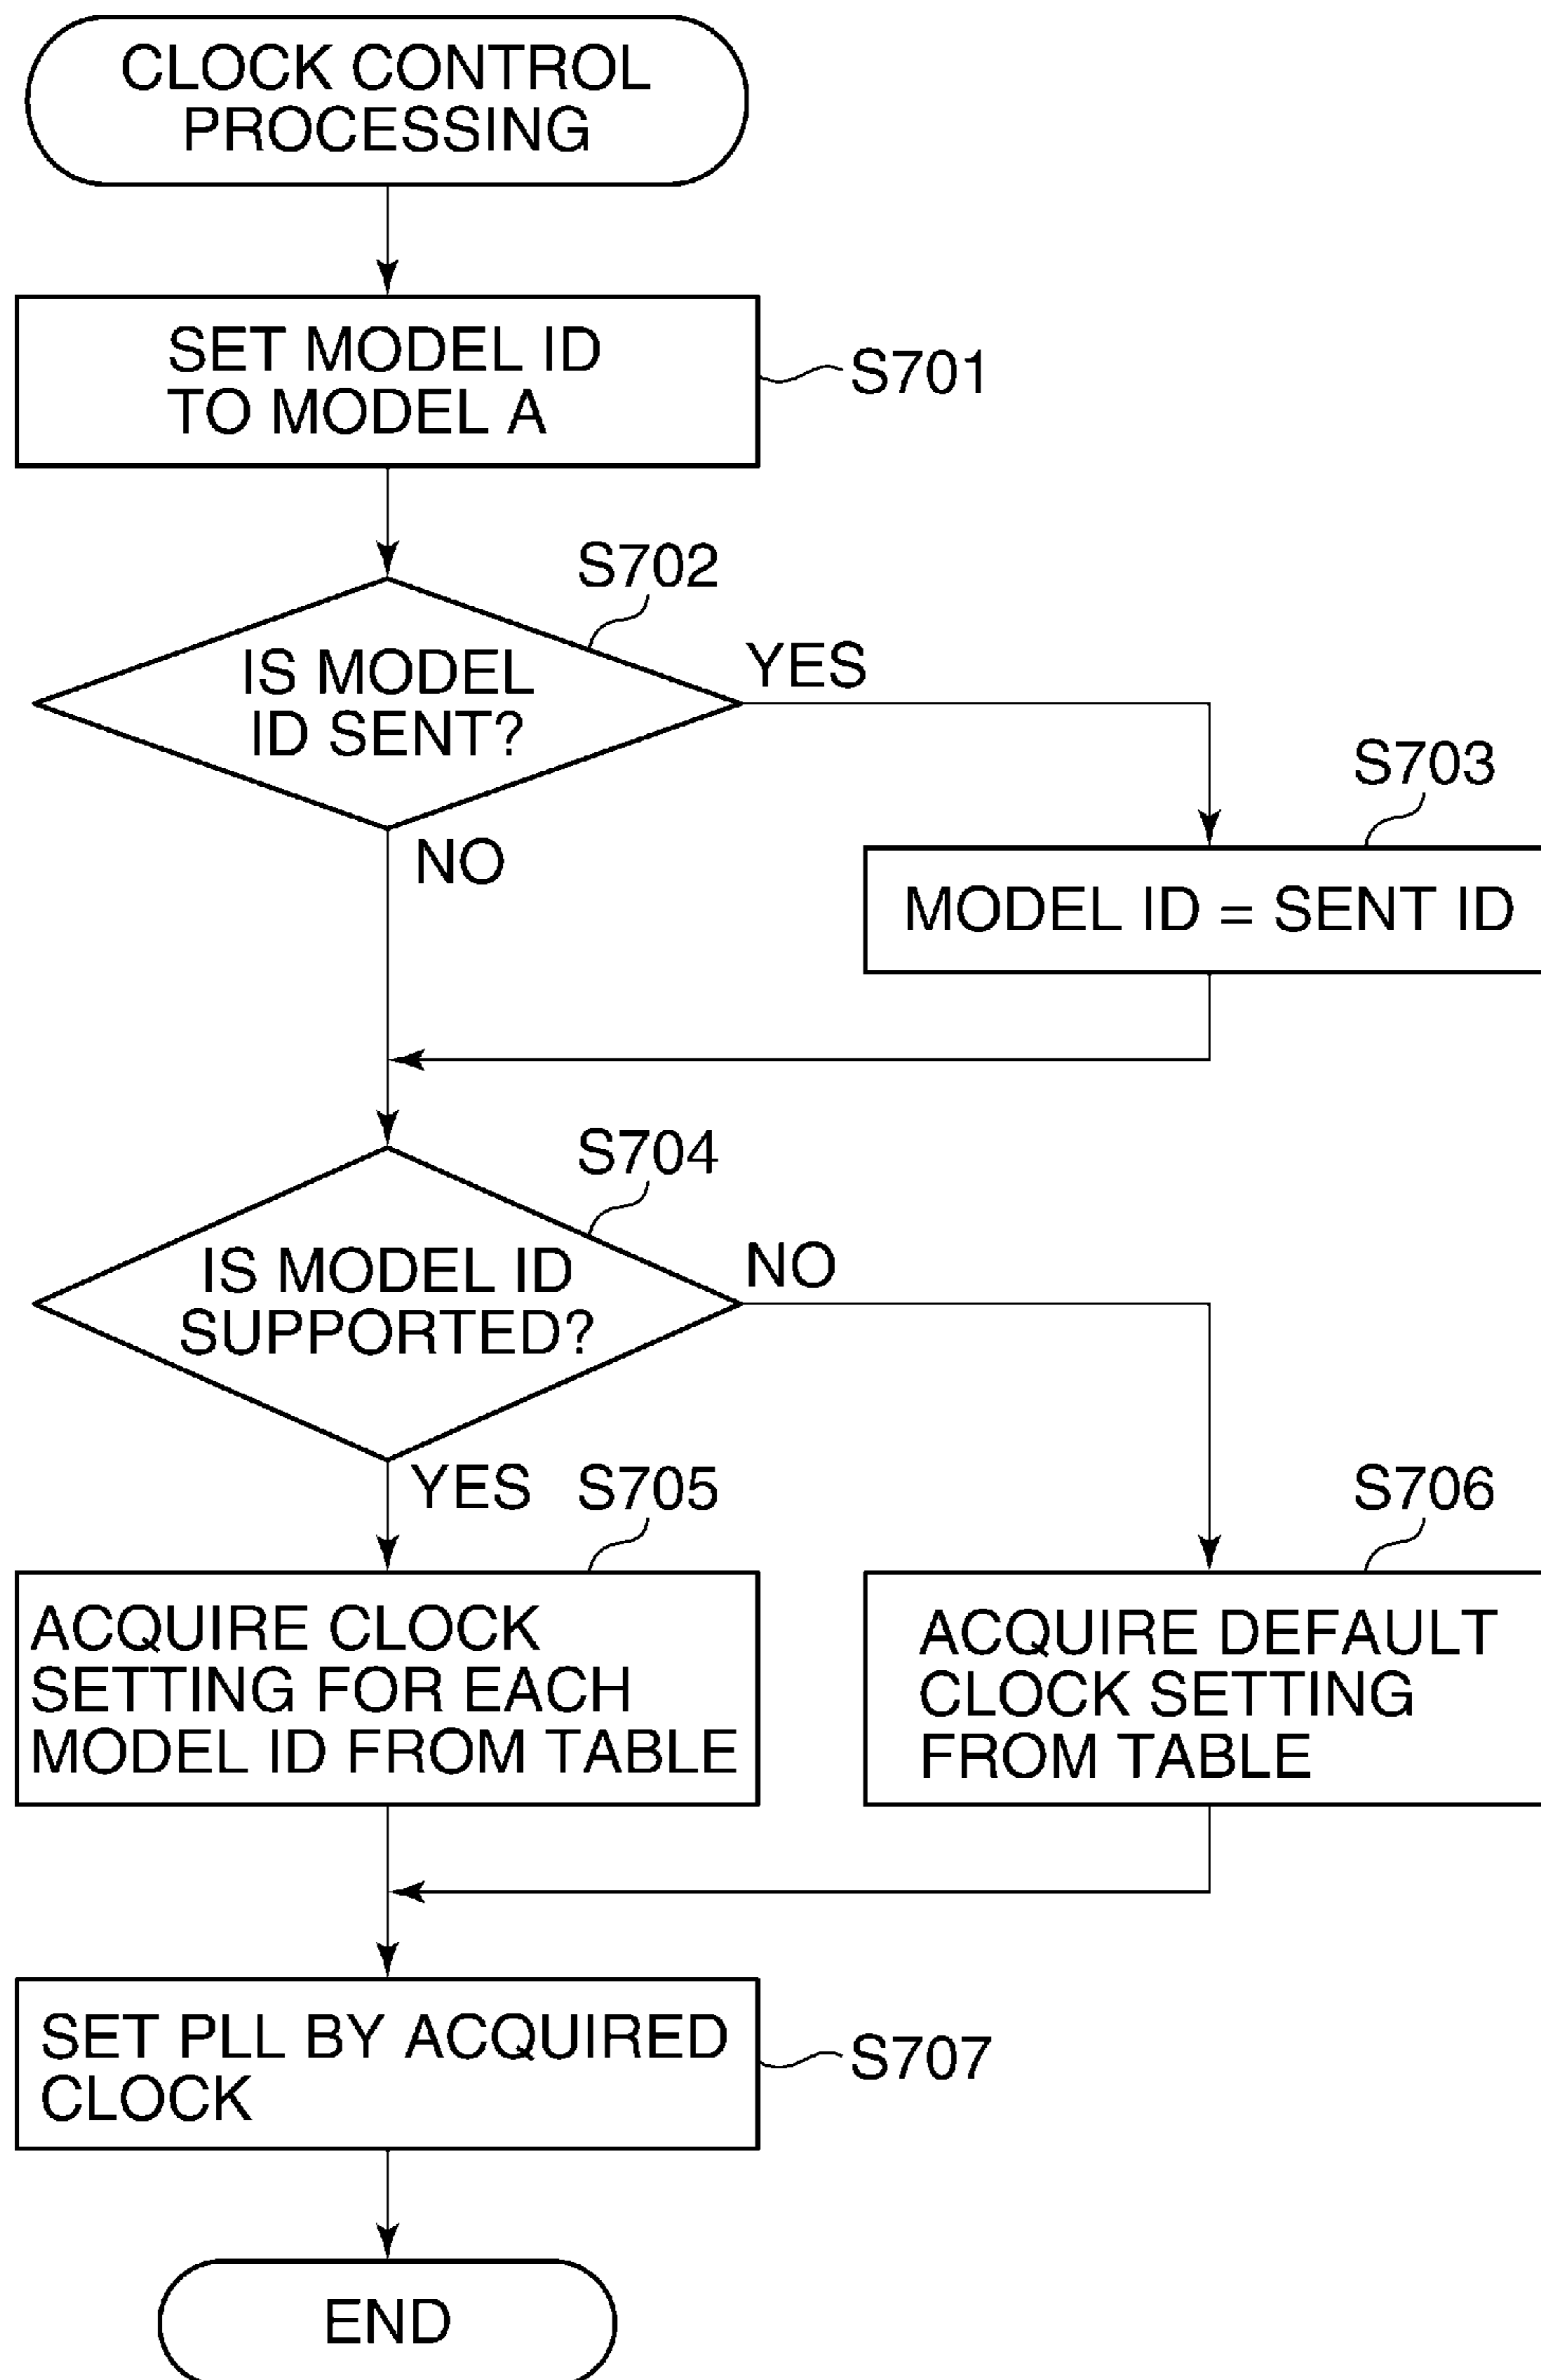 CLOCK CONTROL
PROCESSING
SET MODEL ID
TO MODEL A
S701
S702
IS MODEL
ID SENT?
YES
NO
S703
MODEL ID = SENT ID
S704
IS MODEL ID
SUPPORTED?
NO
YES
S705
ACQUIRE CLOCK
SETTING FOR EACH
MODEL ID FROM TABLE
S706
ACQUIRE DEFAULT
CLOCK SETTING
FROM TABLE
SET PLL BY ACQUIRED
CLOCK
S707
END